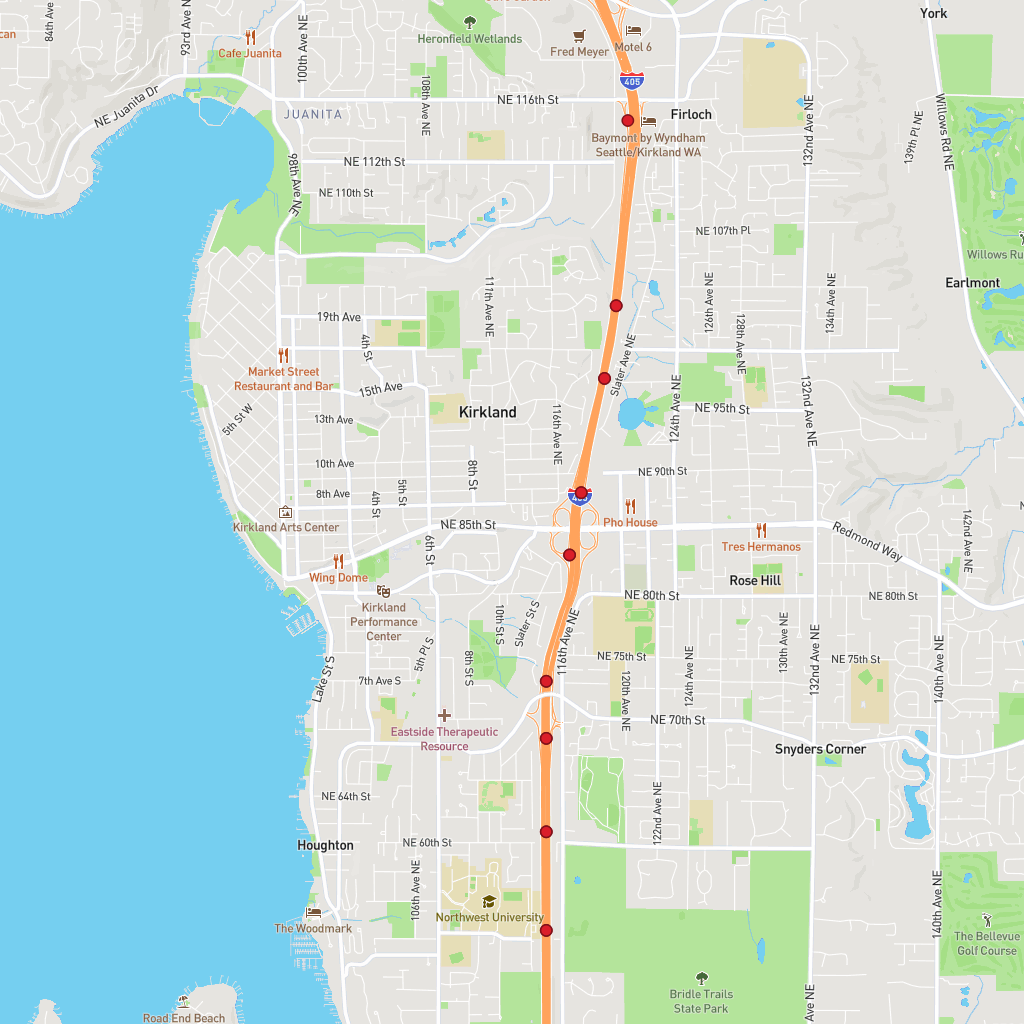 York
84th Ave
93rd Ave N
100th Ave NE
Cafe Juanita
Heronfield Wetlands
Fred Meyer
Motel 6
405
NE Juanita Dr
JUANITA
108th Ave NE
NE 116th St
Firloch
Baymont by Wyndham
Seattle/Kirkland WA
132nd Ave NE
139th Pl NE
Willows Rd NE
98th Ave NE
NE 112th St
NE 110th St
NE 107th Pl
Willows Ru
Earlmont
111th Ave NE
126th Ave NE
128th Ave NE
134th Ave NE
19th Ave
4th St
Slater Ave NE
Market Street
Restaurant and Bar
15th Ave
5th St W
13th Ave
Kirkland
116th Ave NE
124th Ave NE
NE 95th St
132nd Ave NE
10th Ave
8th St
NE 90th St
8th Ave
4th St
5th St
Kirkland Arts Center
NE 85th St
Pho House
Tres Hermanos
Redmond Way
142nd Ave NE
6th St
Wing Dome
Rose Hill
NE 80th St
NE 80th St
Kirkland
Performance
Center
10th St S
Slater St S
116th Ave NE
5th Pl S
8th St S
NE 75th St
120th Ave NE
124th Ave NE
130th Ave NE
132nd Ave NE
NE 75th St
140th Ave NE
Lake St S
7th Ave S
Eastside Therapeutic
Resource
NE 70th St
Snyders Corner
NE 64th St
122nd Ave NE
Houghton
NE 60th St
106th Ave NE
Northwest University
The Woodmark
140th Ave NE
The Bellevue
Golf Course
Bridle Trails
State Park
Ave NE
Road End Beach